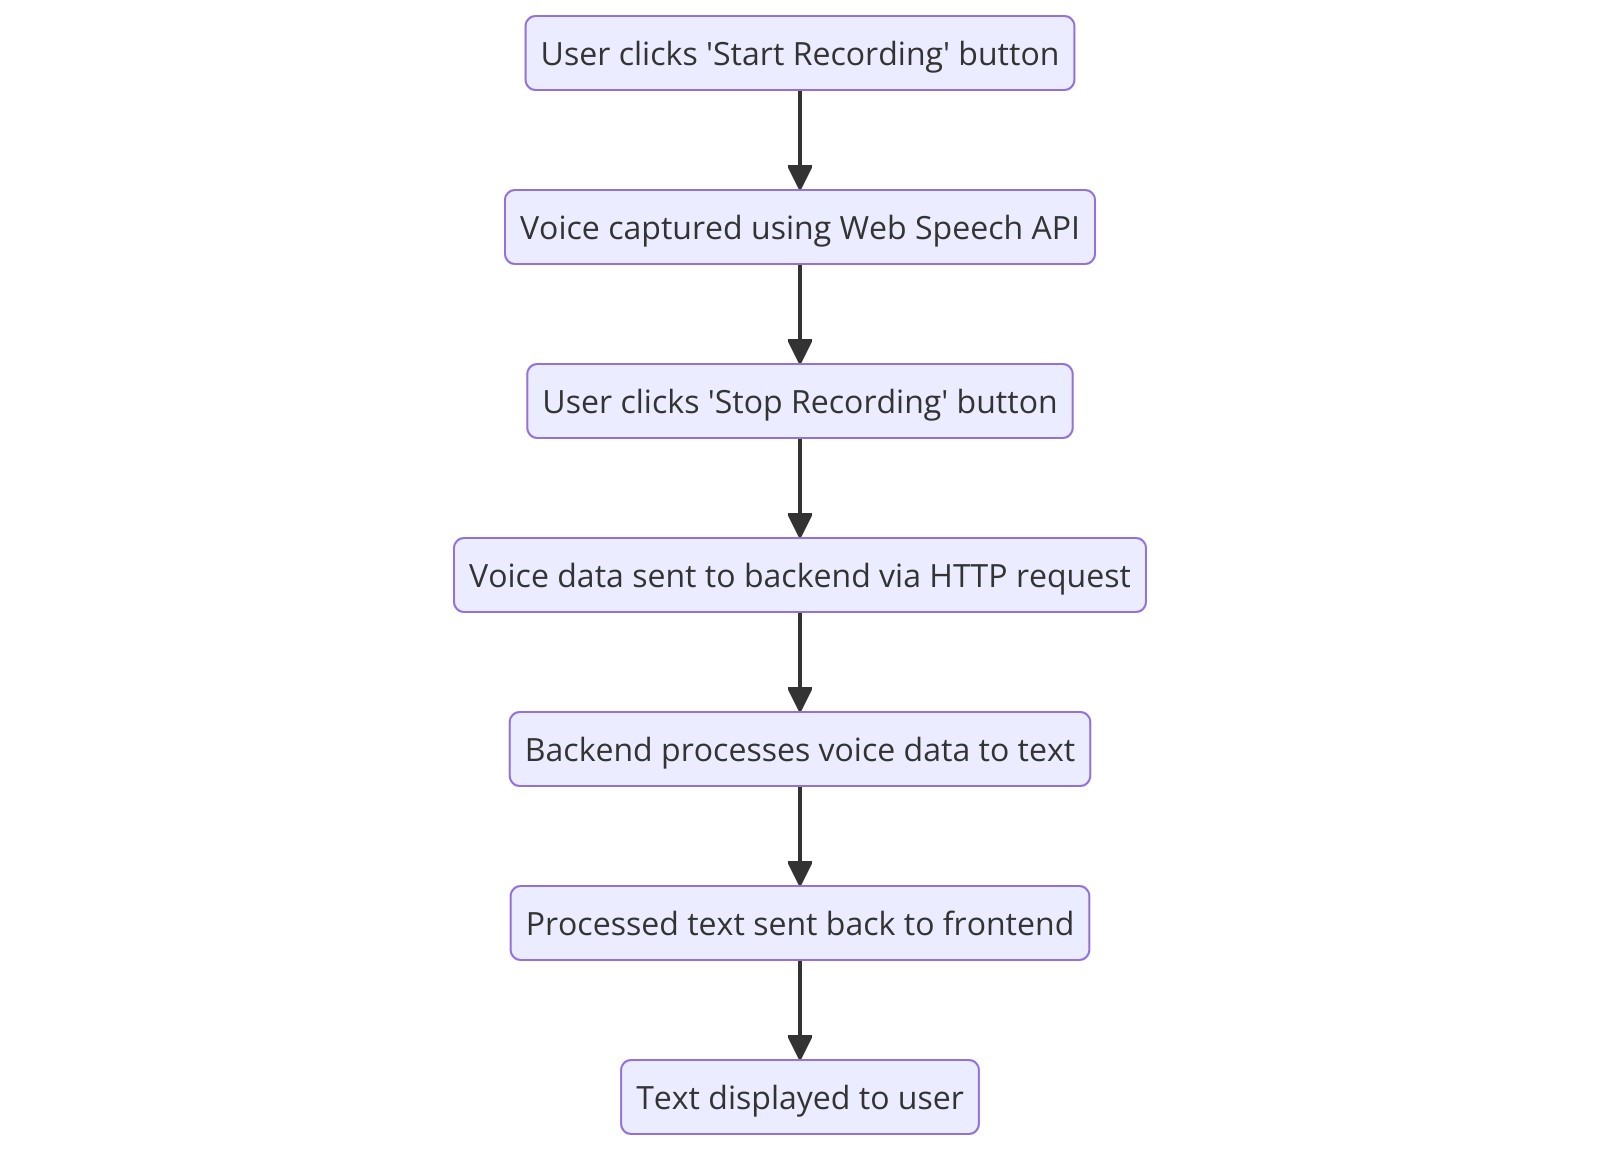 User clicks 'Start Recording' button
Voice captured using Web Speech API
User clicks 'Stop Recording' button
Voice data sent to backend via HTTP request
Backend processes voice data to text
Processed text sent back to frontend
Text displayed to user